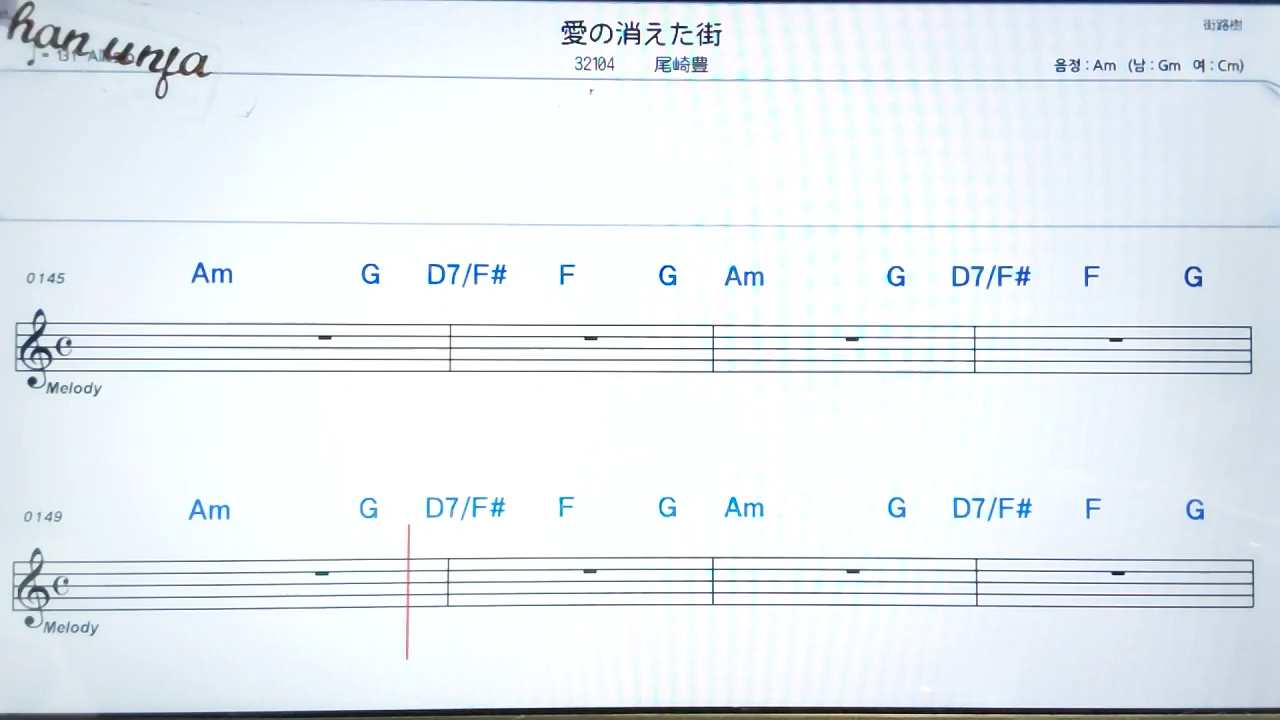 han unfa
愛の消えた街
街路樹
32104 尾崎豊
음정 : Am (남 : Gm 여 : Cm)
0145 Am G D7/F# F G Am G D7/F# F G
Melody
0149 Am G D7/F# F G Am G D7/F# F G
Melody